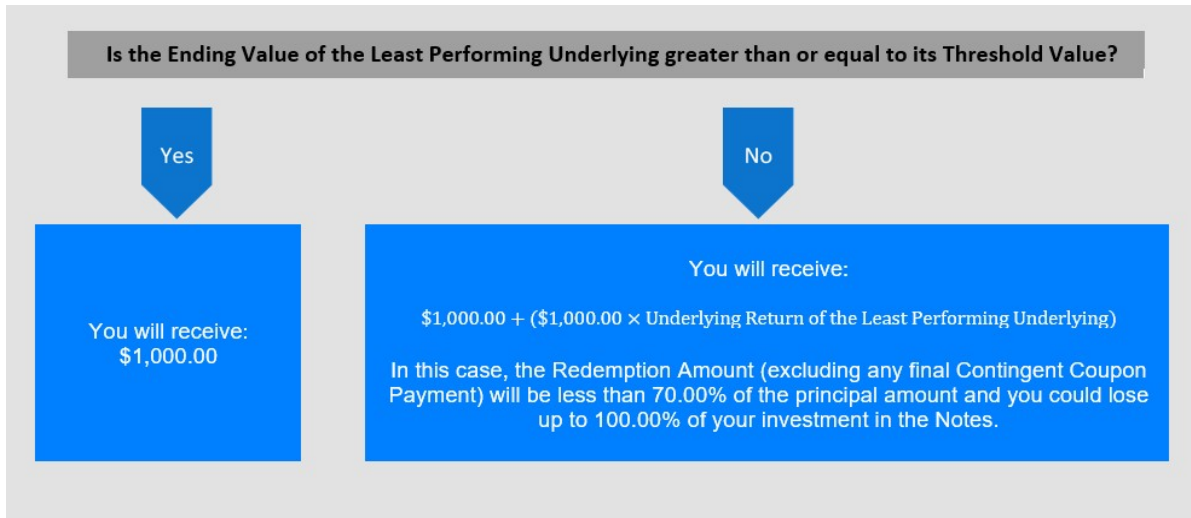 Is the Ending Value of the Least Performing Underlying greater than or equal to its Threshold Value?
Yes
No
You will receive:
$1,000.00
You will receive:
$1,000.00 + ($1,000.00 × Underlying Return of the Least Performing Underlying)
In this case, the Redemption Amount (excluding any final Contingent Coupon
Payment) will be less than 70.00% of the principal amount and you could lose
up to 100.00% of your investment in the Notes.